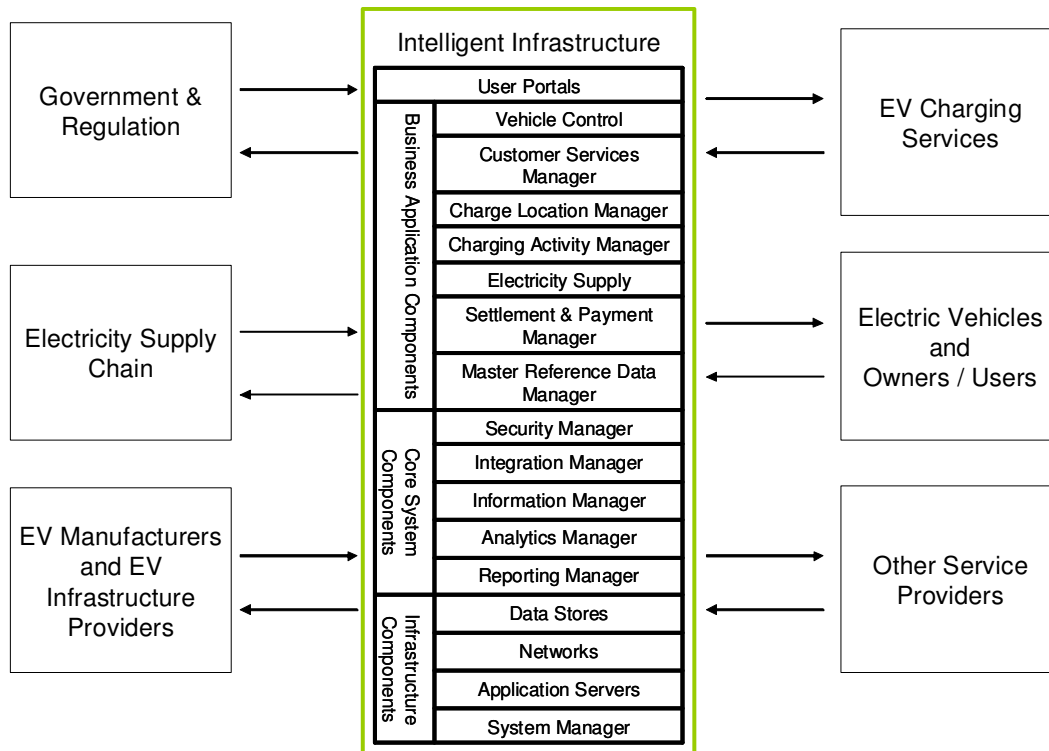 Government &
Regulation
Electricity Supply
Chain
EV Manufacturers
and EV
Infrastructure
Providers
Intelligent Infrastructure
User Portals
Business Application Components
Vehicle Control
Customer Services
Manager
Charge Location Manager
Charging Activity Manager
Electricity Supply
Settlement & Payment
Manager
Master Reference Data
Manager
Core System
Components
Security Manager
Integration Manager
Information Manager
Analytics Manager
Reporting Manager
Infrastructure
Components
Data Stores
Networks
Application Servers
System Manager
EV Charging
Services
Electric Vehicles
and
Owners / Users
Other Service
Providers